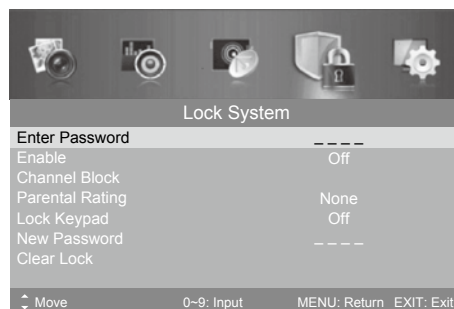 Lock System
Enter Password _ _ _ _
Enable Off
Channel Block
Parental Rating None
Lock Keypad Off
New Password _ _ _ _
Clear Lock
Move 0~9: Input MENU: Return EXIT: Exit